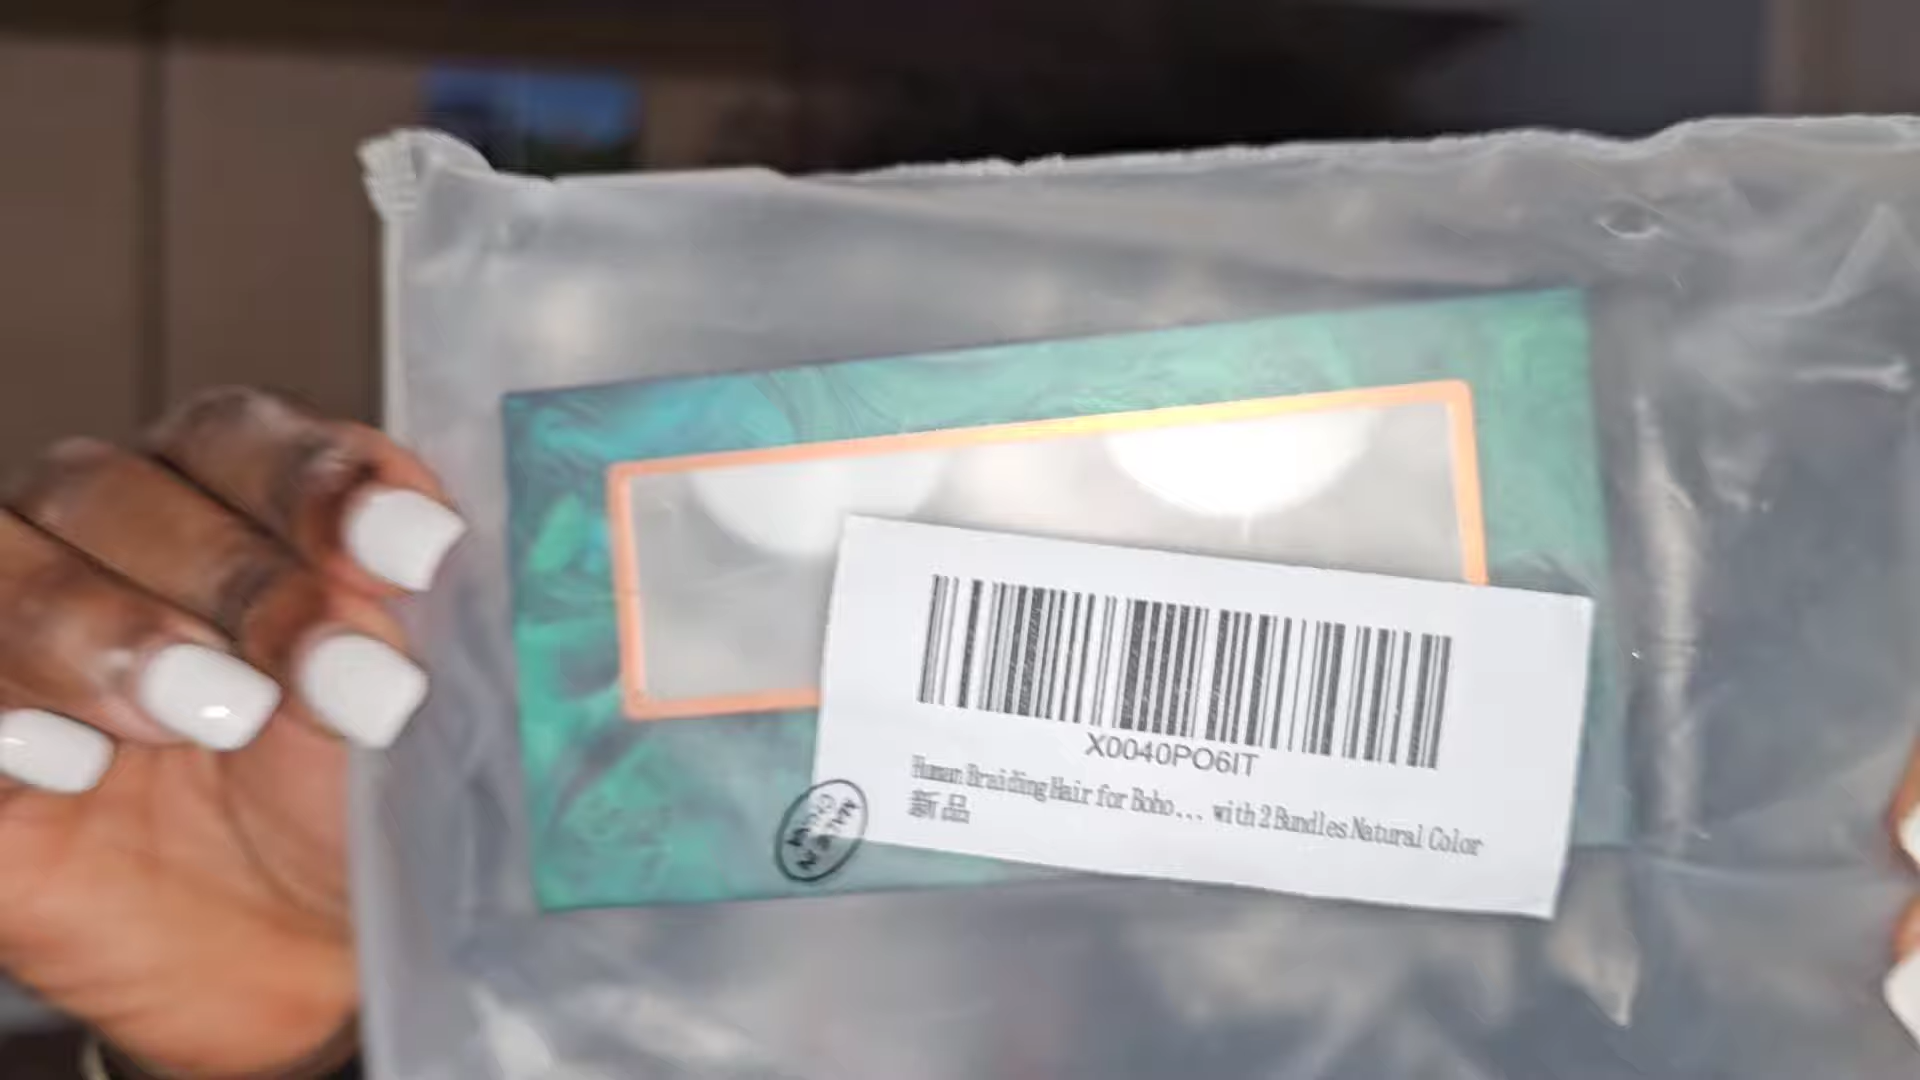 X0040PO6IT
Human Braiding Hair for Boho... with 2 Bundles Natural Color
新品